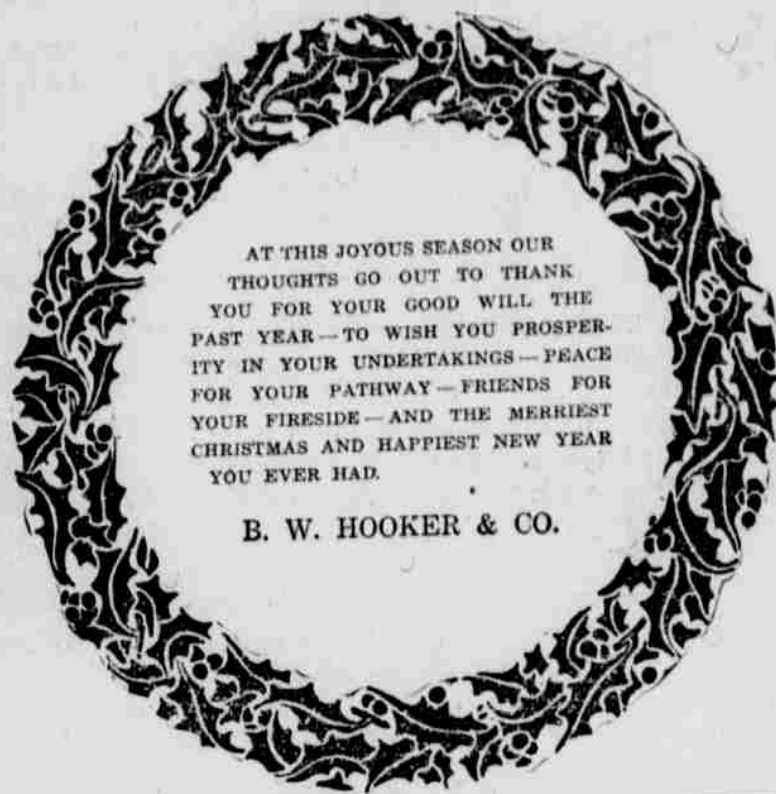 AT THIS JOYOUS SEASON OUR
THOUGHTS GO OUT TO THANK
YOU FOR YOUR GOOD WILL THE
PAST YEAR—TO WISH YOU PROSPER-
ITY IN YOUR UNDERTAKINGS—PEACE
FOR YOUR PATHWAY—FRIENDS FOR
YOUR FIRESIDE—AND THE MERRIEST
CHRISTMAS AND HAPPIEST NEW YEAR
YOU EVER HAD.
B. W. HOOKER & CO.